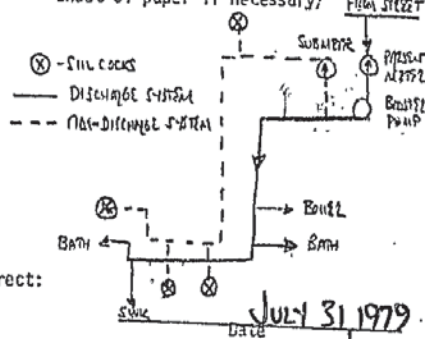 sheet of paper if necessary)
FROM STREET
SUBMETER
PRESENT
METER
⊗ - SILL COCKS
DISCHARGE SYSTEM
NON-DISCHARGE SYSTEM
BOOSTER
PUMP
BOILER
BATH
BATH
rect:
SINK
JULY 31 1979
DATE